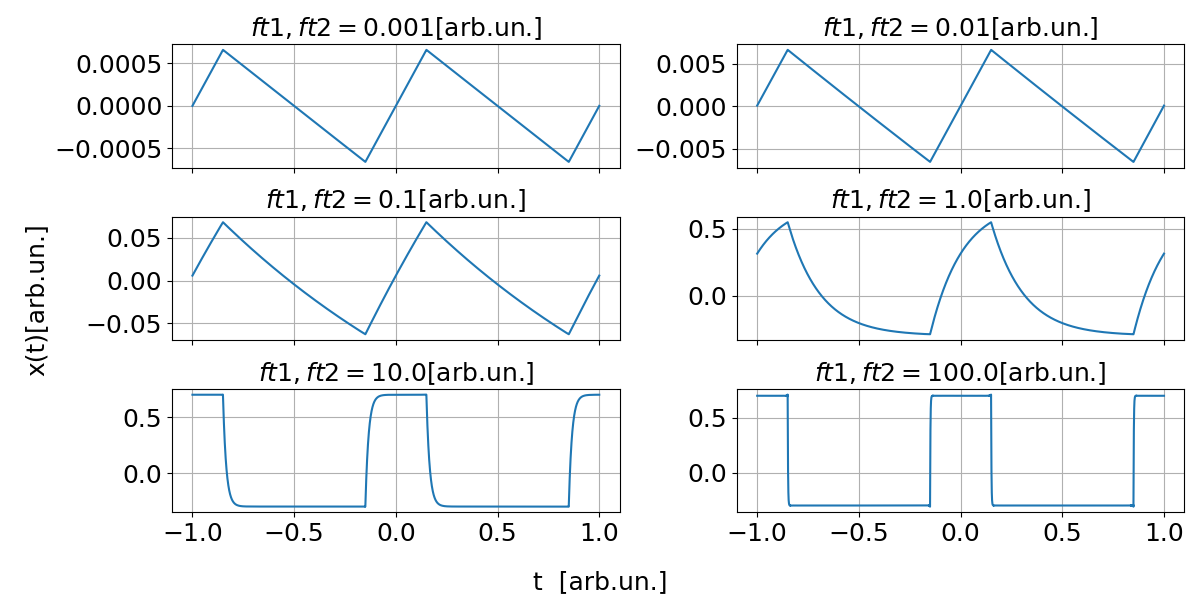 ft1, ft2 = 0.001[arb.un.]
ft1, ft2 = 0.01[arb.un.]
0.0005
0.0000
−0.0005
0.005
0.000
−0.005
ft1, ft2 = 0.1[arb.un.]
ft1, ft2 = 1.0[arb.un.]
0.05
0.00
−0.05
0.5
0.0
x(t)[arb.un.]
ft1, ft2 = 10.0[arb.un.]
ft1, ft2 = 100.0[arb.un.]
0.5
0.0
0.5
0.0
−1.0 −0.5 0.0 0.5 1.0
−1.0 −0.5 0.0 0.5 1.0
t [arb.un.]